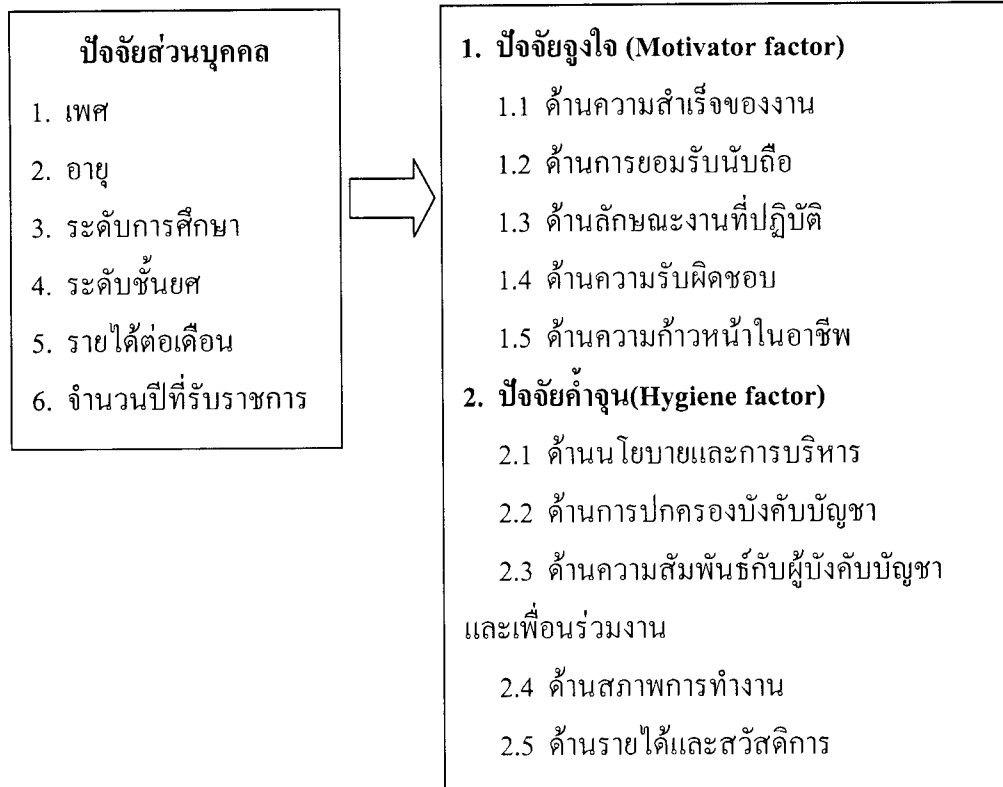 ปัจจัยส่วนบุคคล
1. เพศ
2. อายุ
3. ระดับการศึกษา
4. ระดับชั้นยศ
5. รายได้ต่อเดือน
6. จำนวนปีที่รับราชการ
1. ปัจจัยจูงใจ (Motivator factor)
1.1 ด้านความสำเร็จของงาน
1.2 ด้านการยอมรับนับถือ
1.3 ด้านลักษณะงานที่ปฏิบัติ
1.4 ด้านความรับผิดชอบ
1.5 ด้านความก้าวหน้าในอาชีพ
2. ปัจจัยค้ำจุน(Hygiene factor)
2.1 ด้านนโยบายและการบริหาร
2.2 ด้านการปกครองบังคับบัญชา
2.3 ด้านความสัมพันธ์กับผู้บังคับบัญชา
และเพื่อนร่วมงาน
2.4 ด้านสภาพการทำงาน
2.5 ด้านรายได้และสวัสดิการ